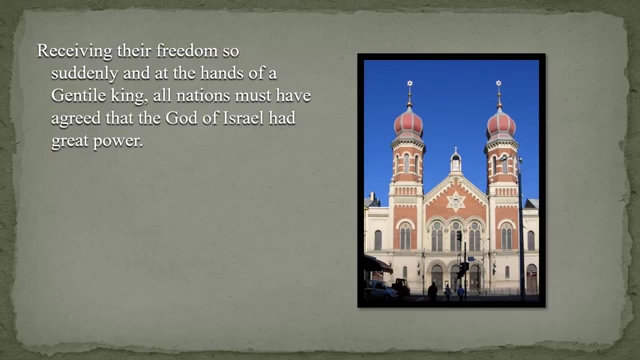 Receiving their freedom so
suddenly and at the hands of a
Gentile king, all nations must have
agreed that the God of Israel had
great power.